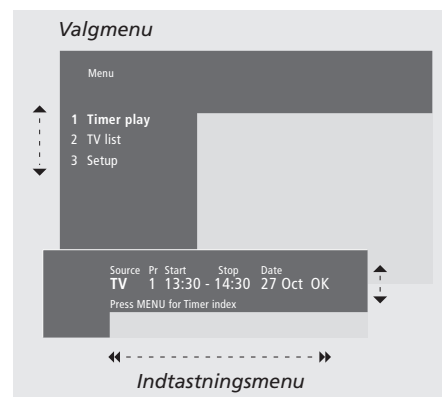 Valgmenu
Menu
1 Timer play
2 TV list
3 Setup
Source Pr Start Stop Date
TV 1 13:30 - 14:30 27 Oct OK
Press MENU for Timer index
Indtastningsmenu